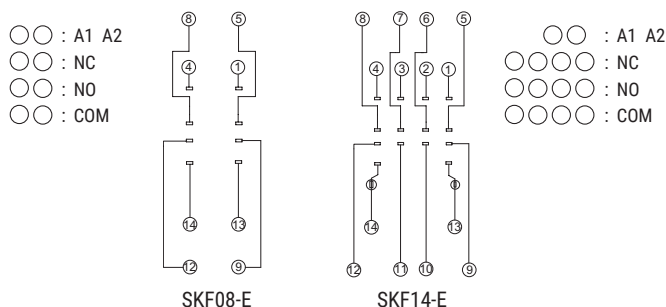 8 5 8 7 6 5
: A1 A2 : A1 A2
: NC 4 1 4 3 2 1 : NC
: NO : NO
: COM : COM
14 13 14 13
12 9 12 11 10 9
SKF08-E SKF14-E